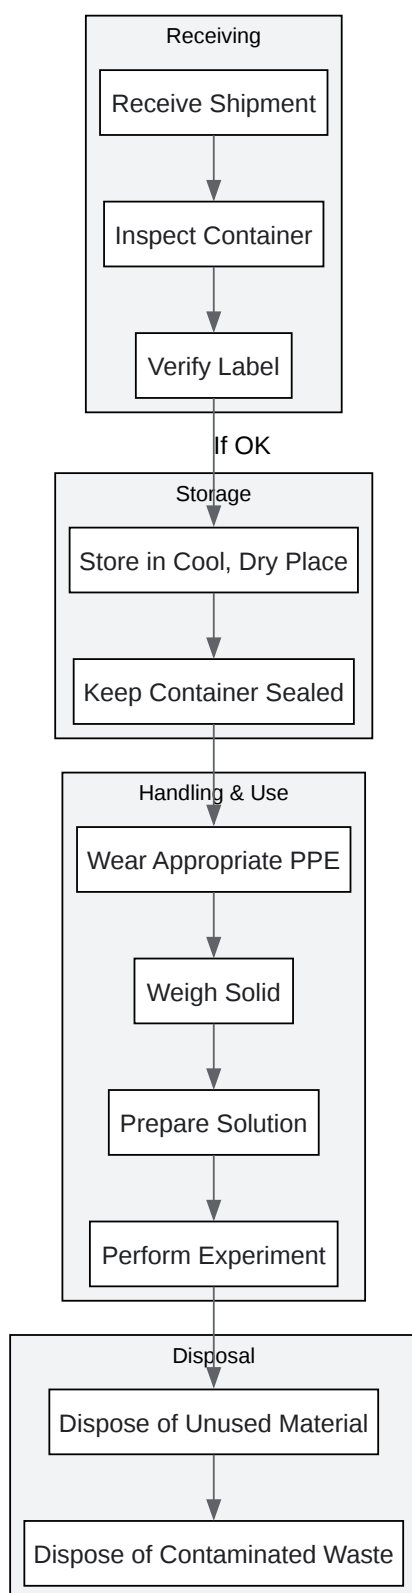 Receiving
Receive Shipment
Inspect Container
Verify Label
If OK
Storage
Store in Cool, Dry Place
Keep Container Sealed
Handling & Use
Wear Appropriate PPE
Weigh Solid
Prepare Solution
Perform Experiment
Disposal
Dispose of Unused Material
Dispose of Contaminated Waste